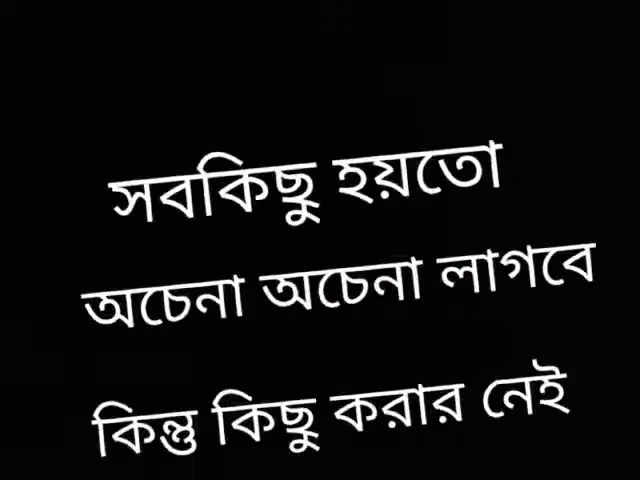 সবকিছু হয়তো
অচেনা অচেনা লাগবে
কিন্তু কিছু করার নেই